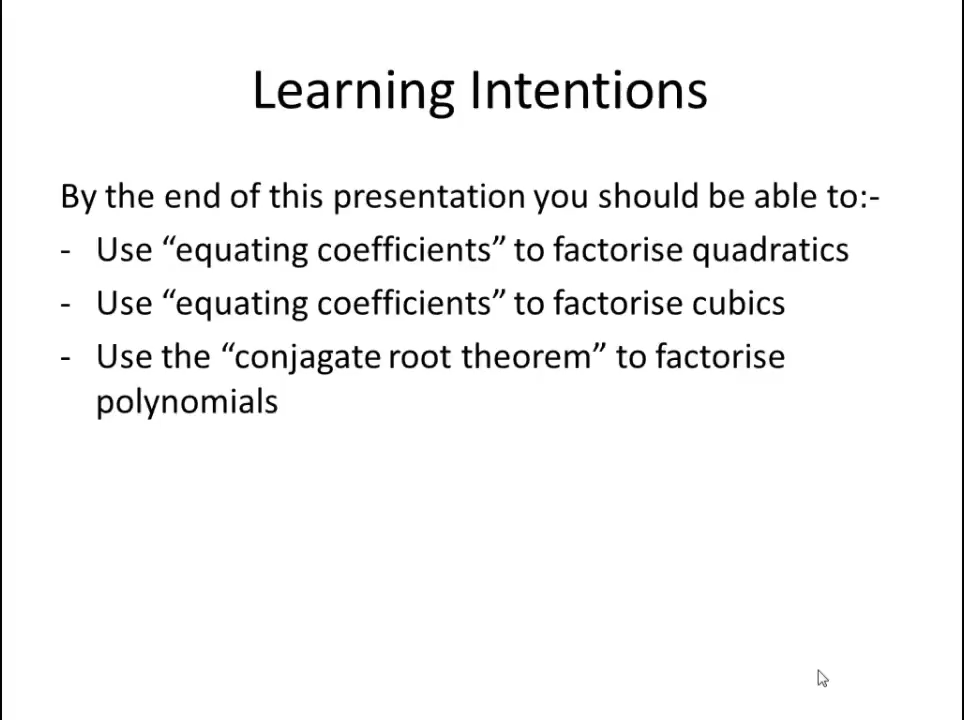 Learning Intentions
By the end of this presentation you should be able to:-
- Use “equating coefficients” to factorise quadratics
- Use “equating coefficients” to factorise cubics
- Use the “conjagate root theorem” to factorise
polynomials